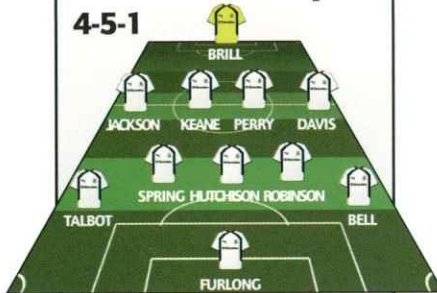 4-5-1
BRILL
JACKSON KEANE PERRY DAVIS
SPRING HUTCHISON ROBINSON
TALBOT BELL
FURLONG